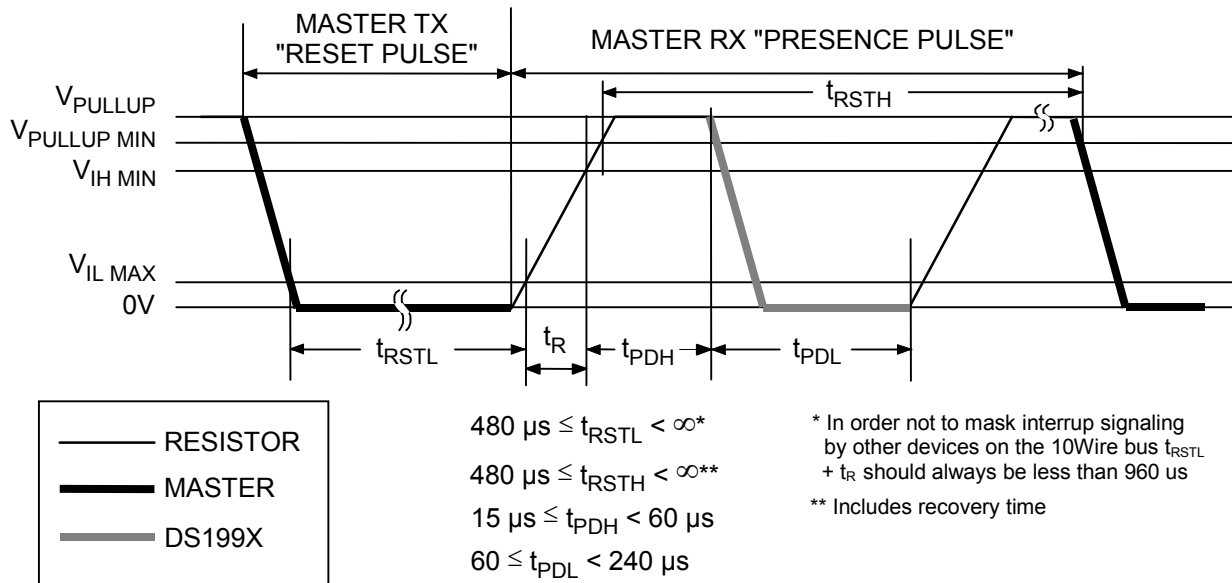 MASTER TX
"RESET PULSE"
MASTER RX "PRESENCE PULSE"
tRSTH
VPULLUP
VPULLUP MIN
VIH MIN
VIL MAX
0V
tRSTL
tR
tPDH
tPDL
RESISTOR
MASTER
DS199X
480 µs ≤ tRSTL < ∞*
480 µs ≤ tRSTH < ∞**
15 µs ≤ tPDH < 60 µs
60 ≤ tPDL < 240 µs
* In order not to mask interrup signaling
by other devices on the 10Wire bus tRSTL
+ tR should always be less than 960 us
** Includes recovery time